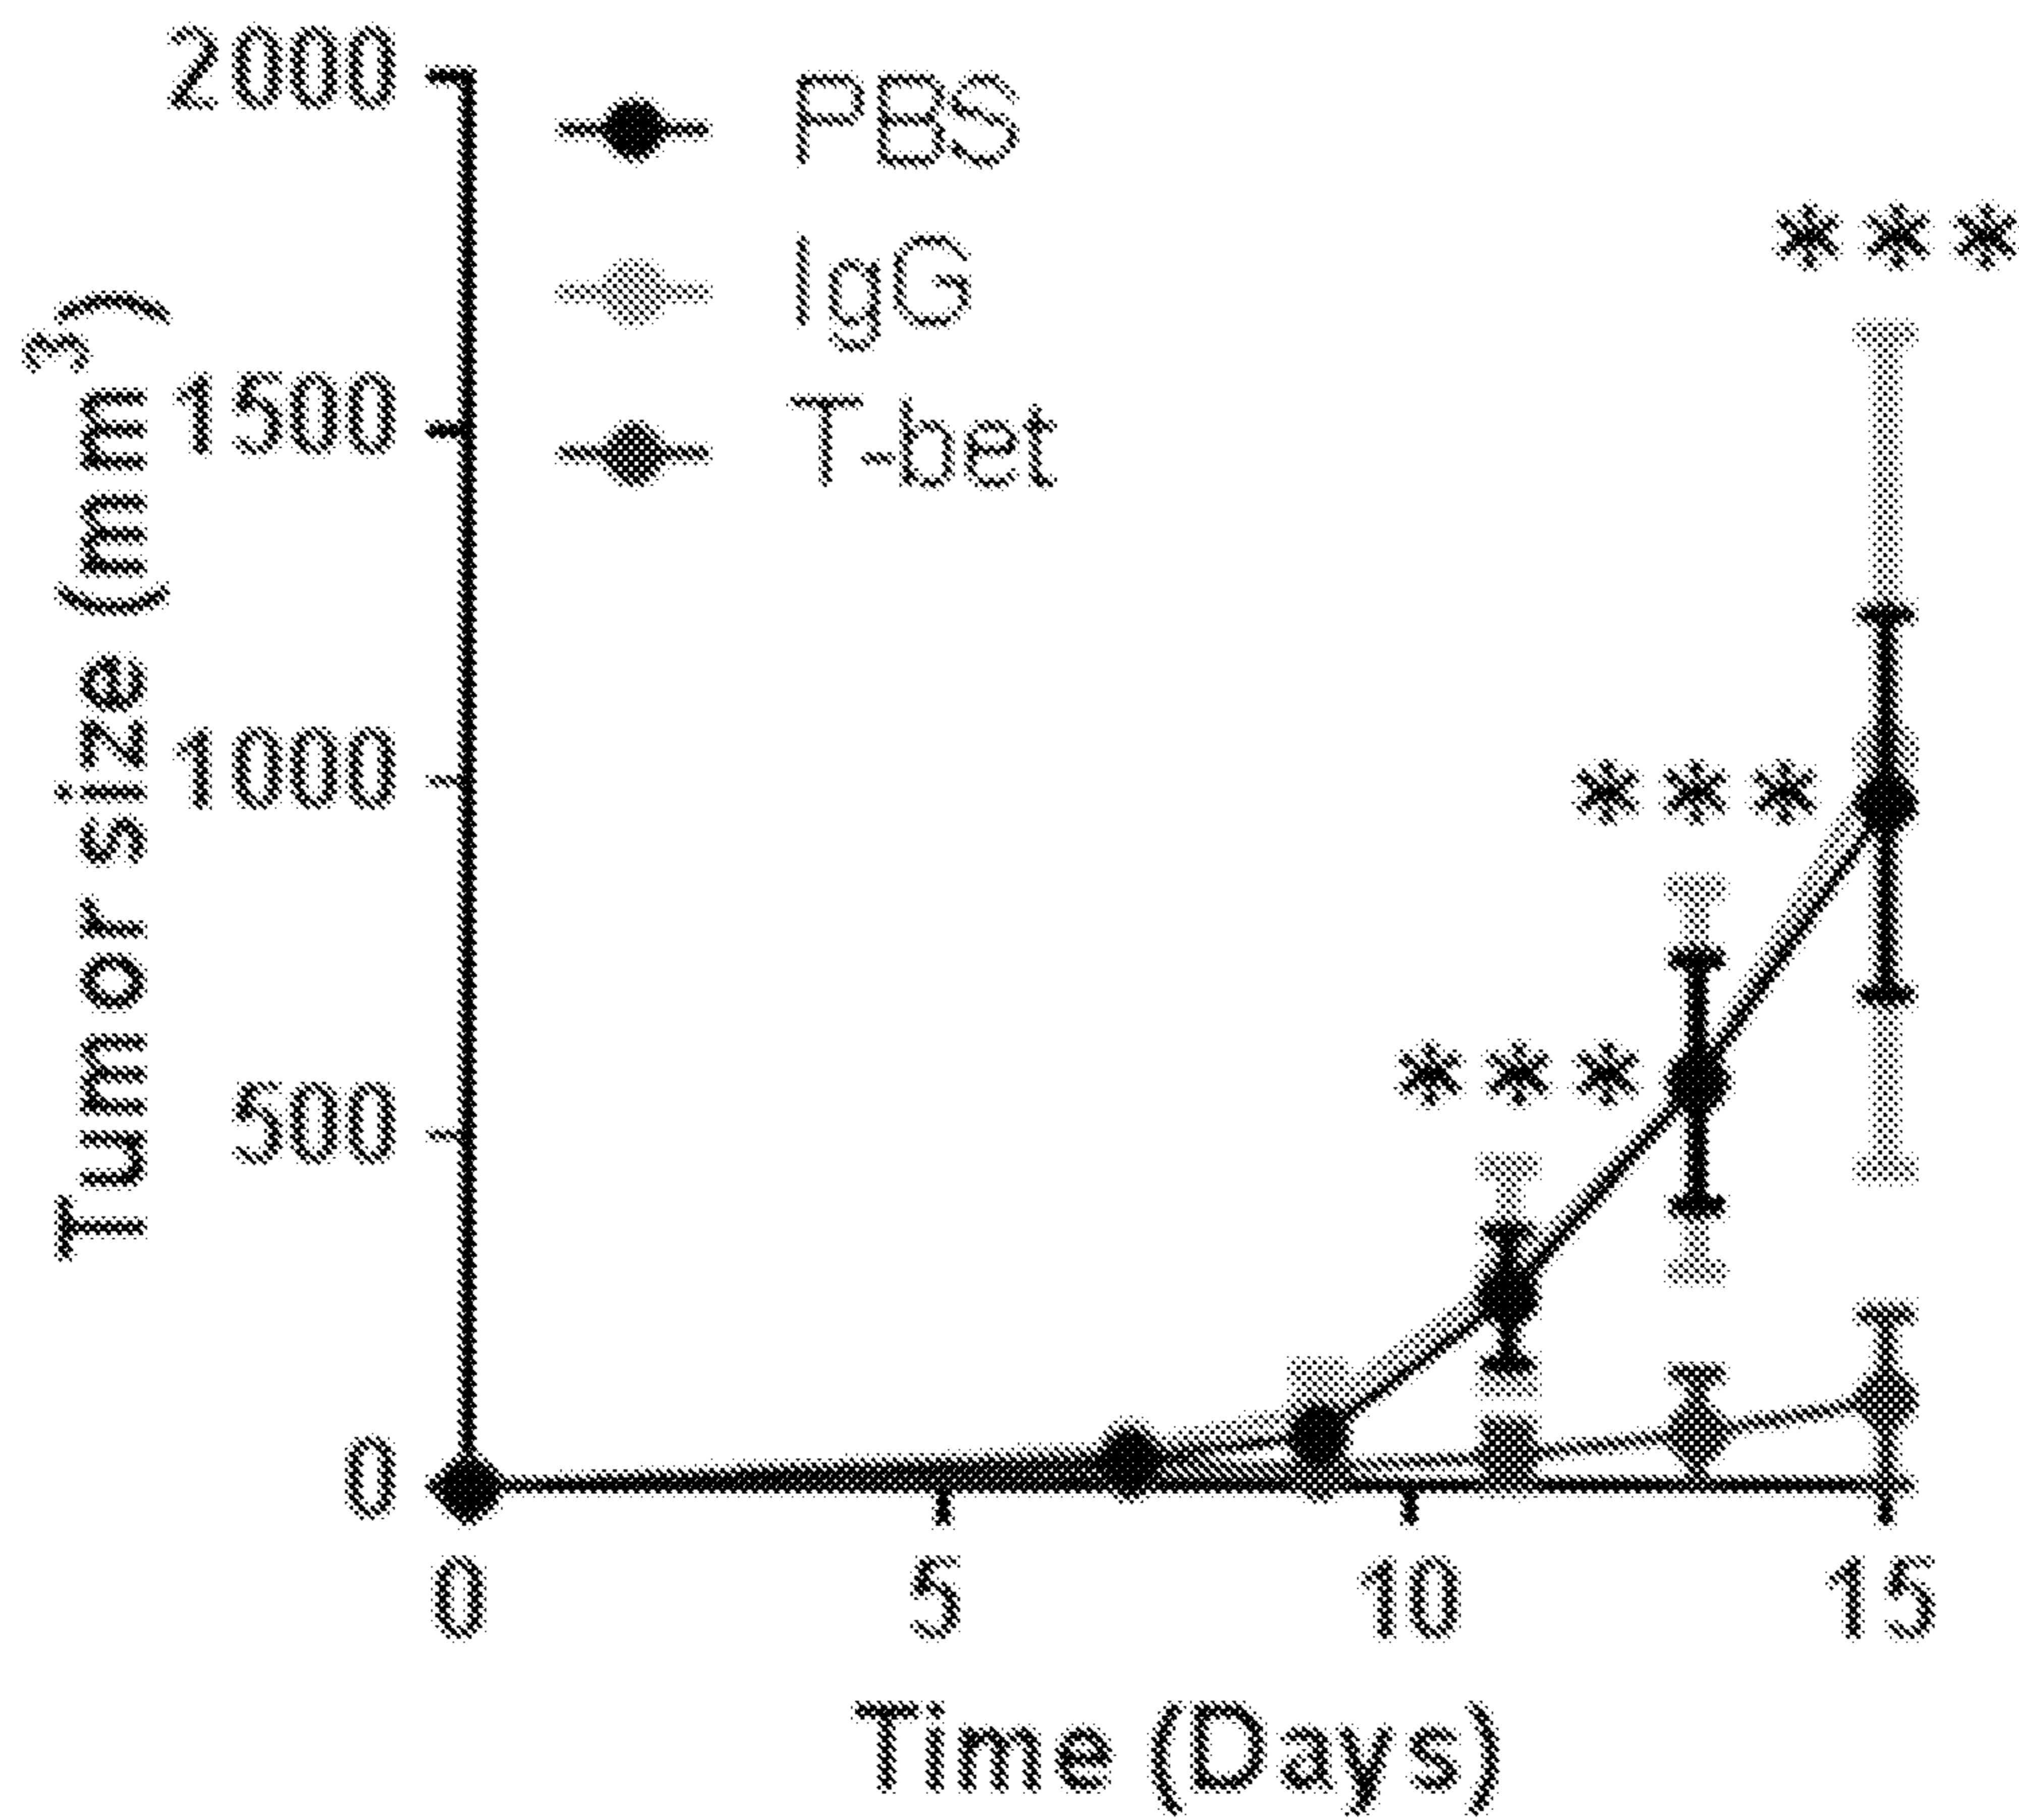 Tumor size (mm³)
2000
1500
1000
500
0
PBS
IgG
T-bet
***
***
***
0 5 10 15
Time (Days)